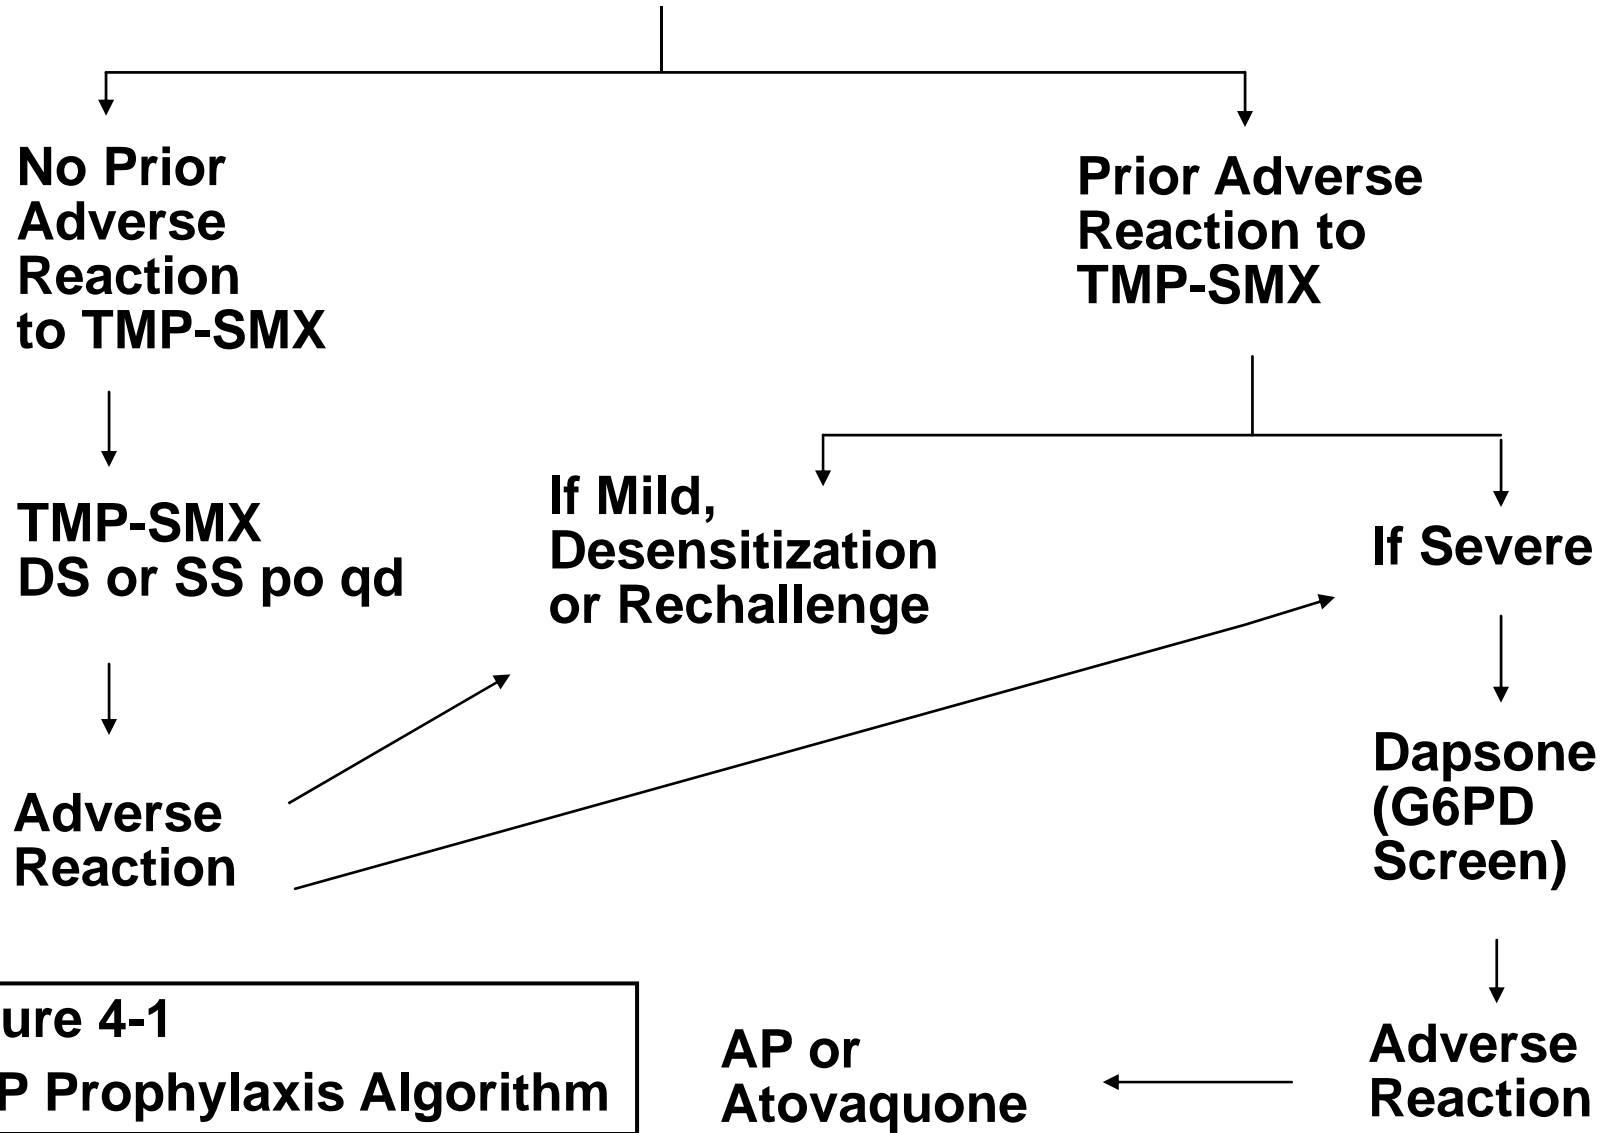 No Prior
Adverse
Reaction
to TMP-SMX
Prior Adverse
Reaction to
TMP-SMX
TMP-SMX
DS or SS po qd
If Mild,
Desensitization
or Rechallenge
If Severe
Adverse
Reaction
Dapsone
(G6PD
Screen)
Adverse
Reaction
AP or
Atovaquone
ure 4-1
P Prophylaxis Algorithm